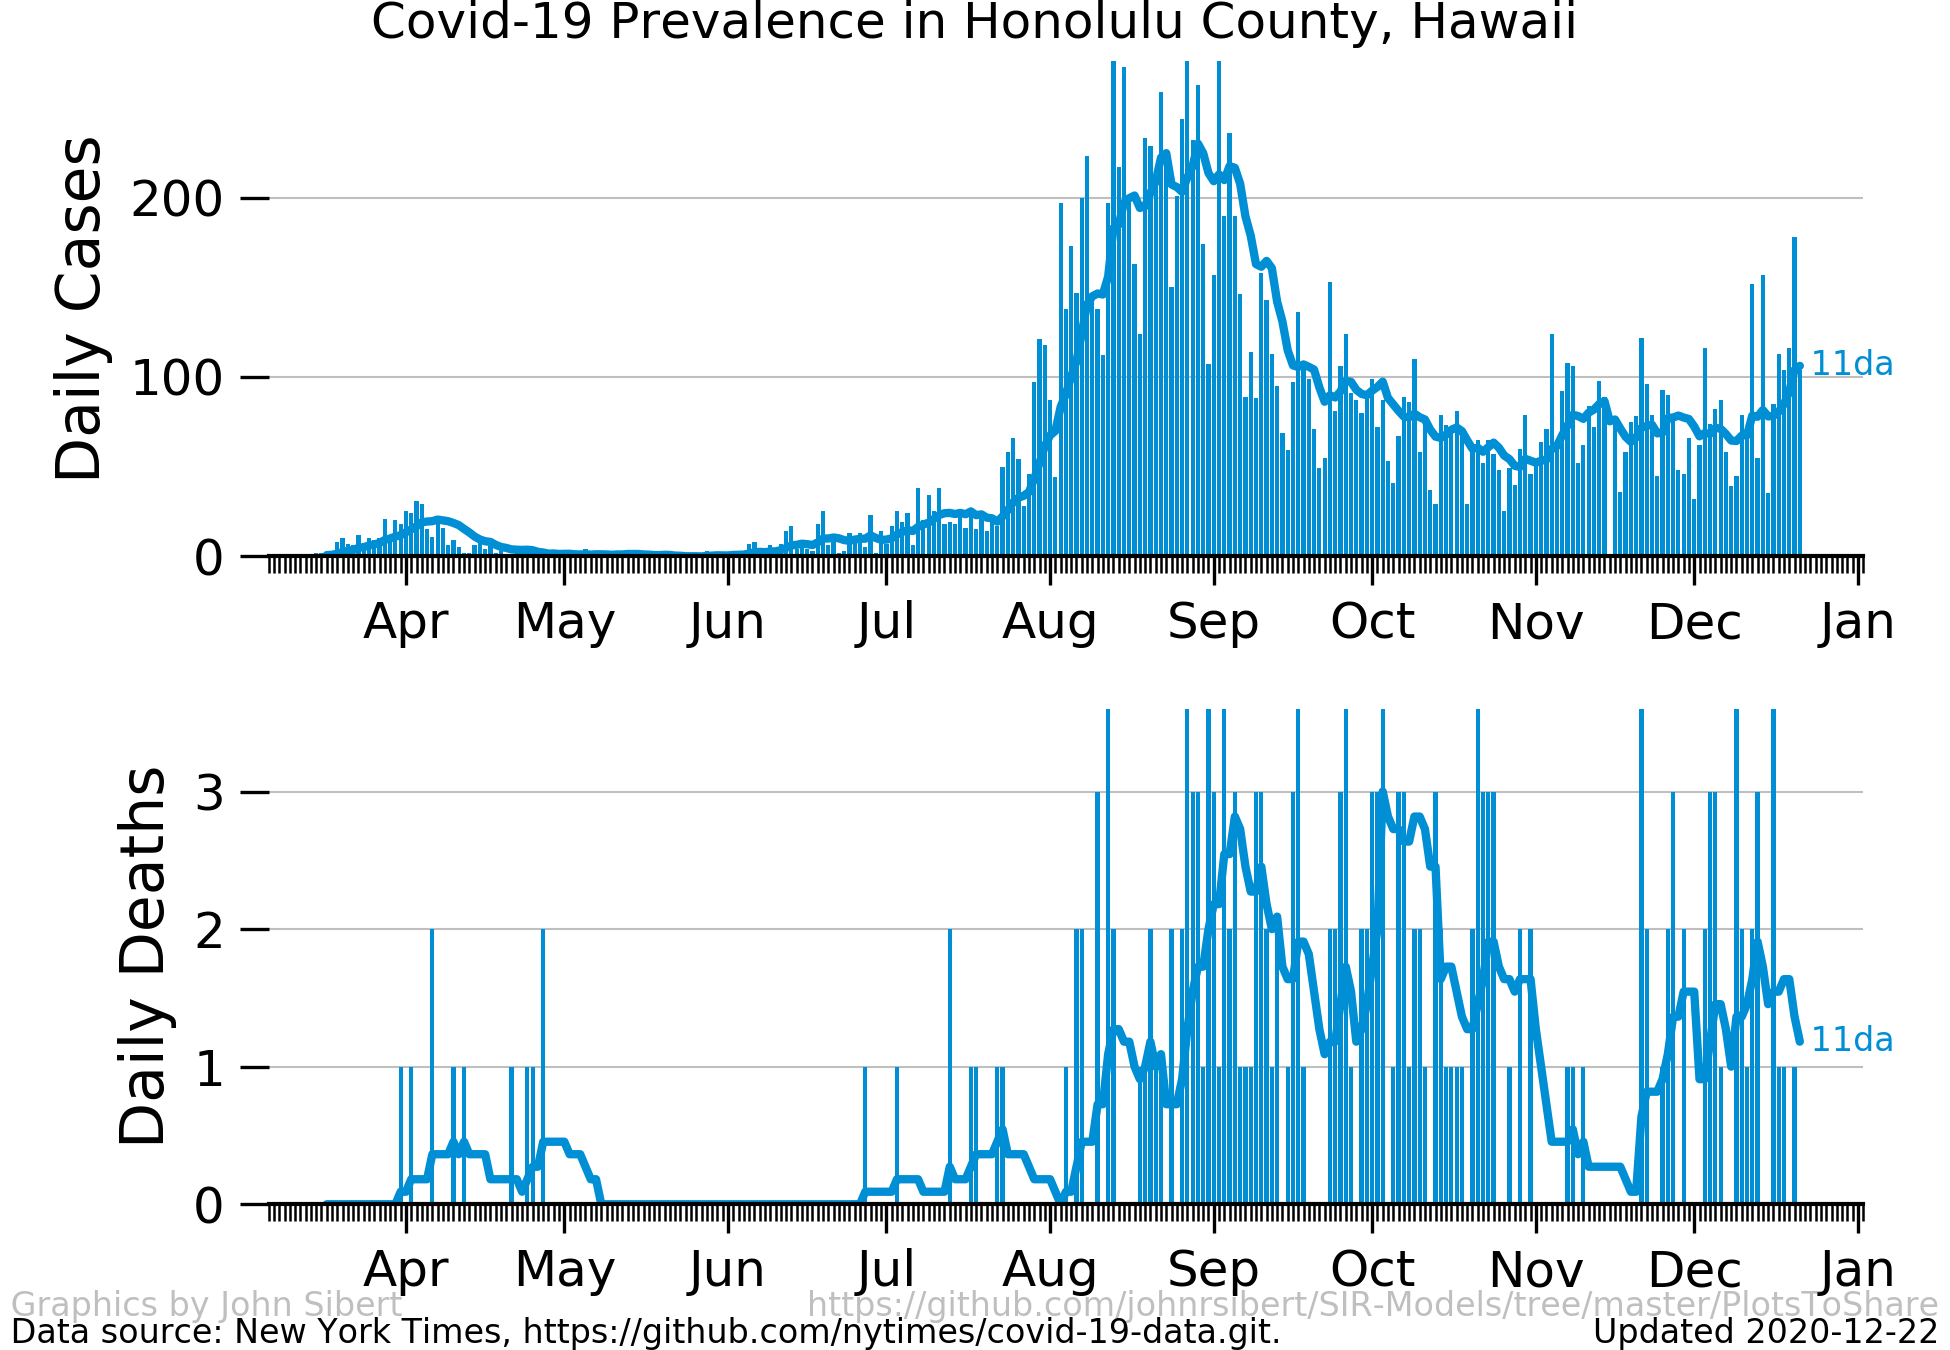 Covid-19 Prevalence in Honolulu County, Hawaii
Daily Cases
200
100
0
11da
Apr May Jun Jul Aug Sep Oct Nov Dec Jan
Daily Deaths
3
2
1
0
11da
Apr May Jun Jul Aug Sep Oct Nov Dec Jan
Graphics by John Sibert https://github.com/johnrsibert/SIR-Models/tree/master/PlotsToShare
Data source: New York Times, https://github.com/nytimes/covid-19-data.git. Updated 2020-12-22